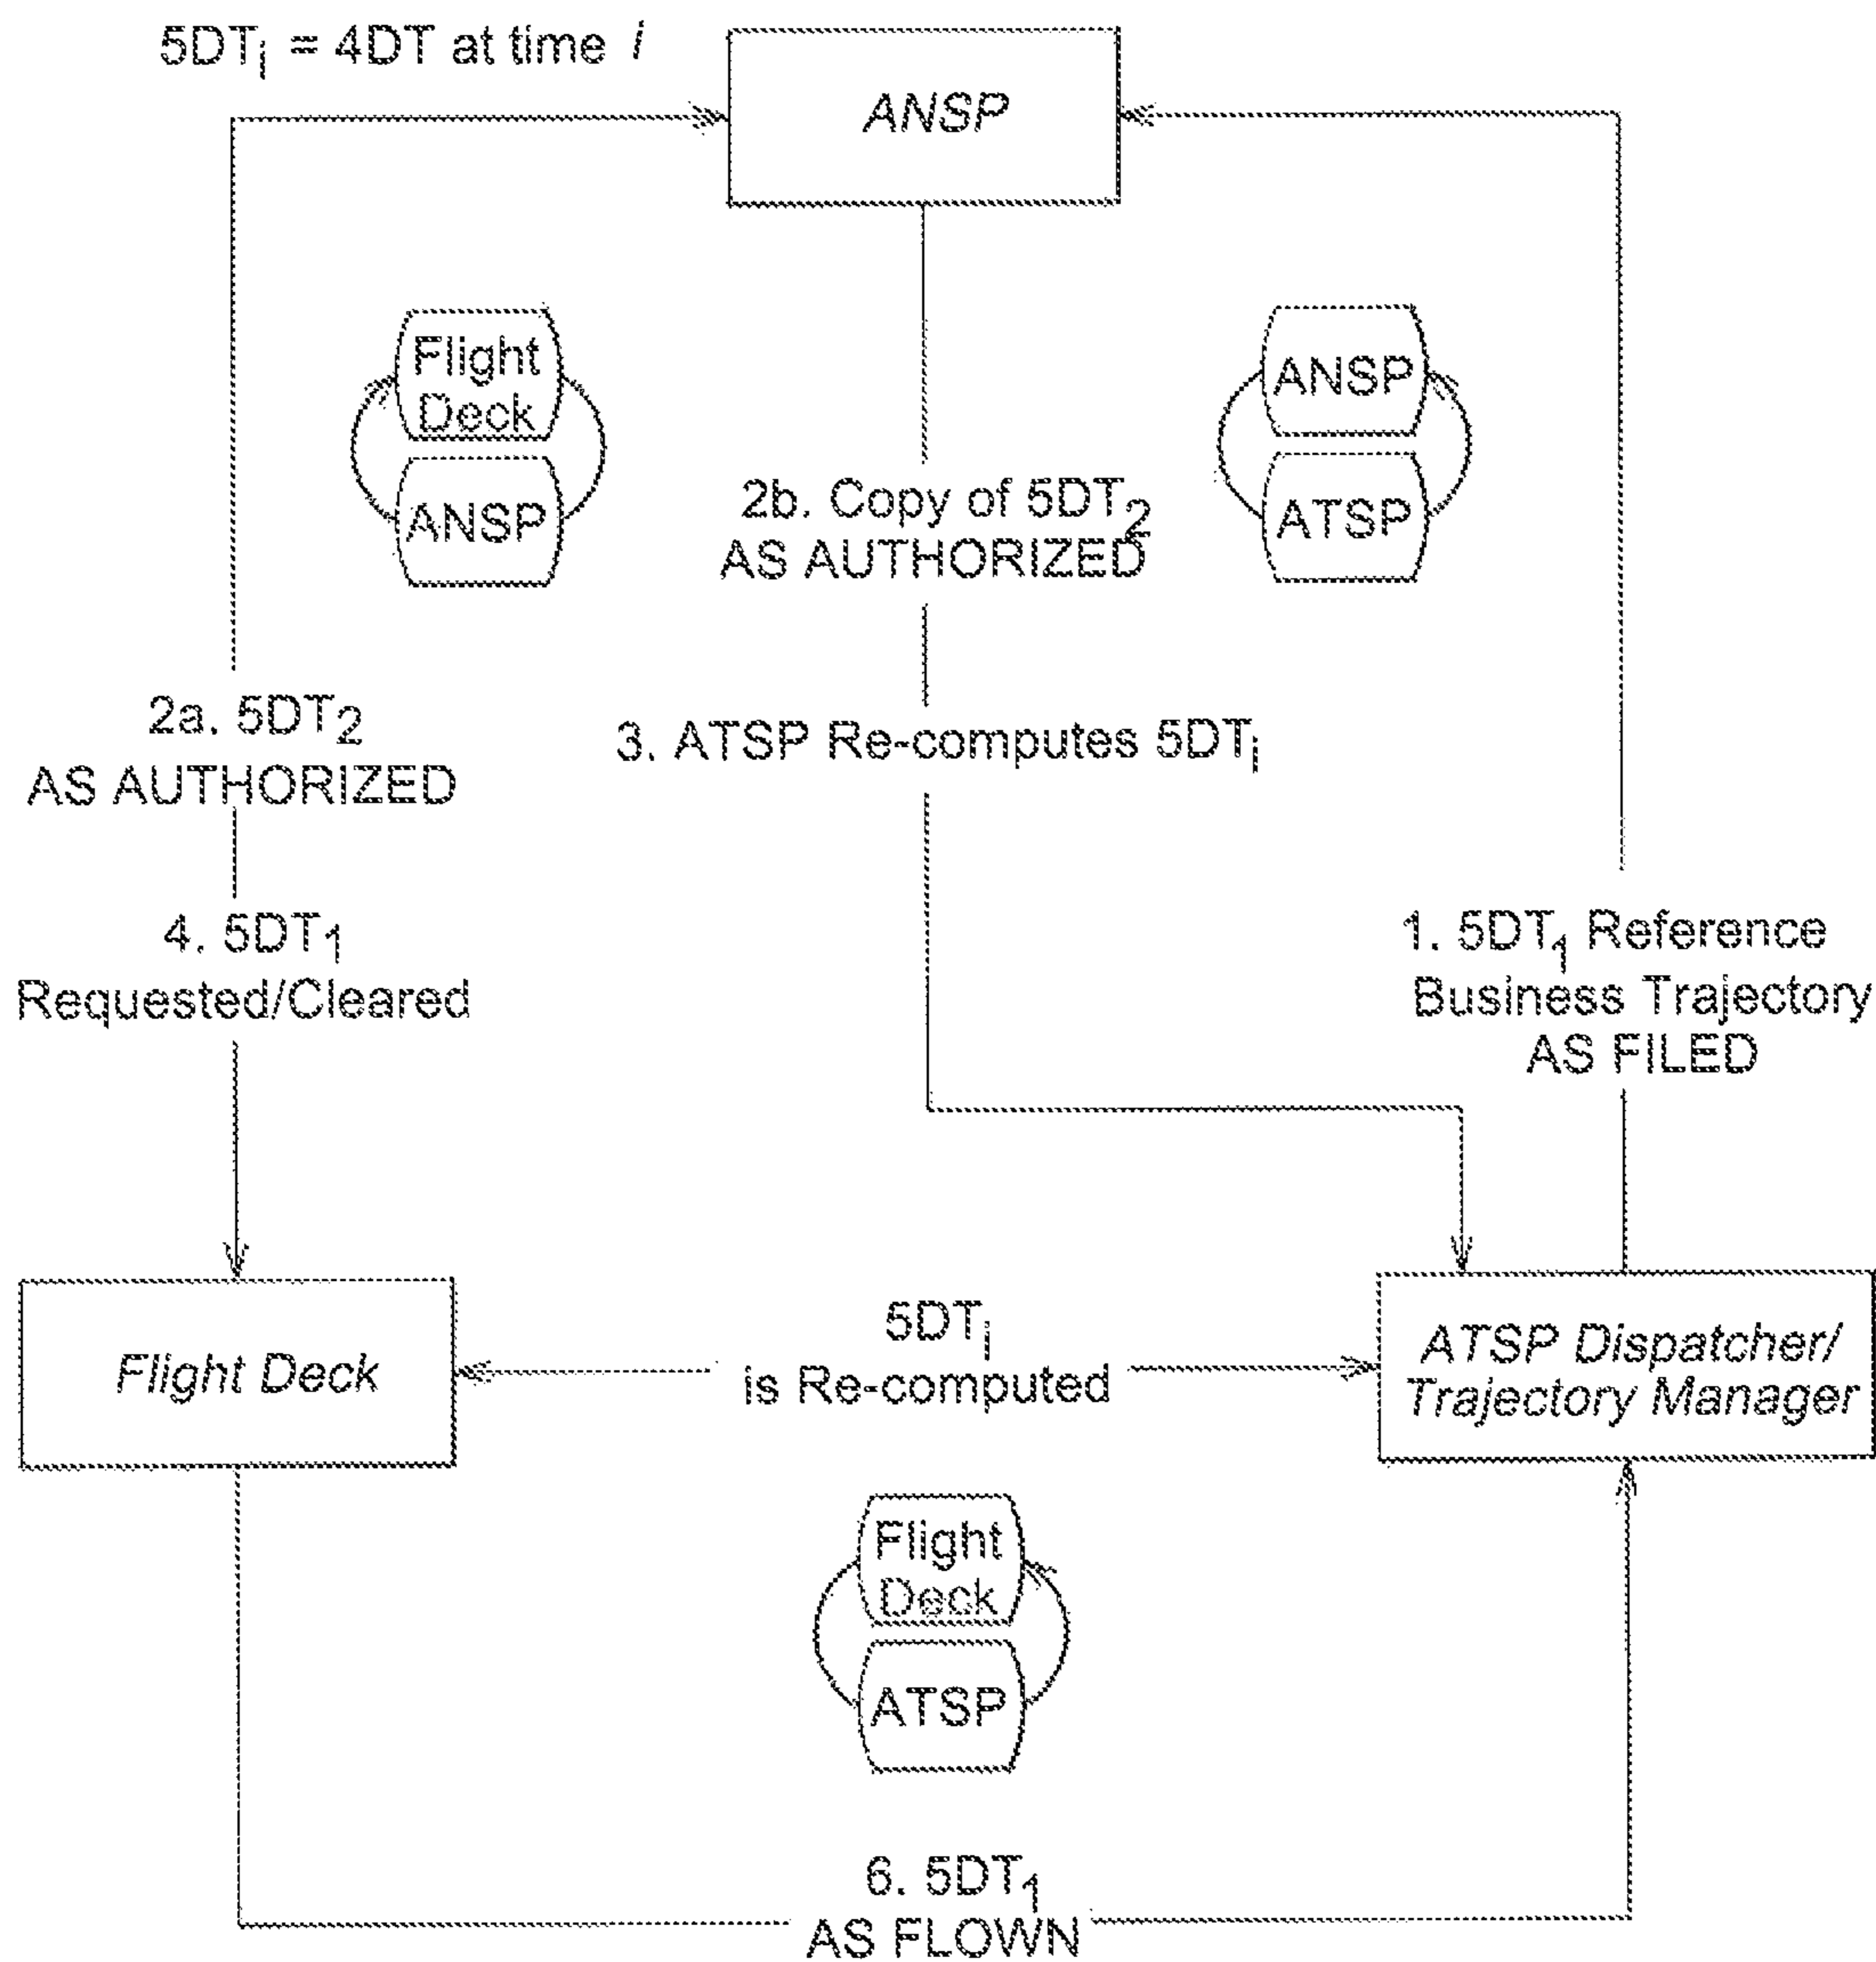 5DTi = 4DT at time i
ANSP
Flight
Deck
ANSP
ANSP
ATSP
2b. Copy of 5DT2
AS AUTHORIZED
2a. 5DT2
AS AUTHORIZED
3. ATSP Re-computes 5DTi
4. 5DT1
Requested/Cleared
1. 5DT1 Reference
Business Trajectory
AS FILED
Flight Deck
5DTi
is Re-computed
ATSP Dispatcher/
Trajectory Manager
Flight
Deck
ATSP
6. 5DT1
AS FLOWN